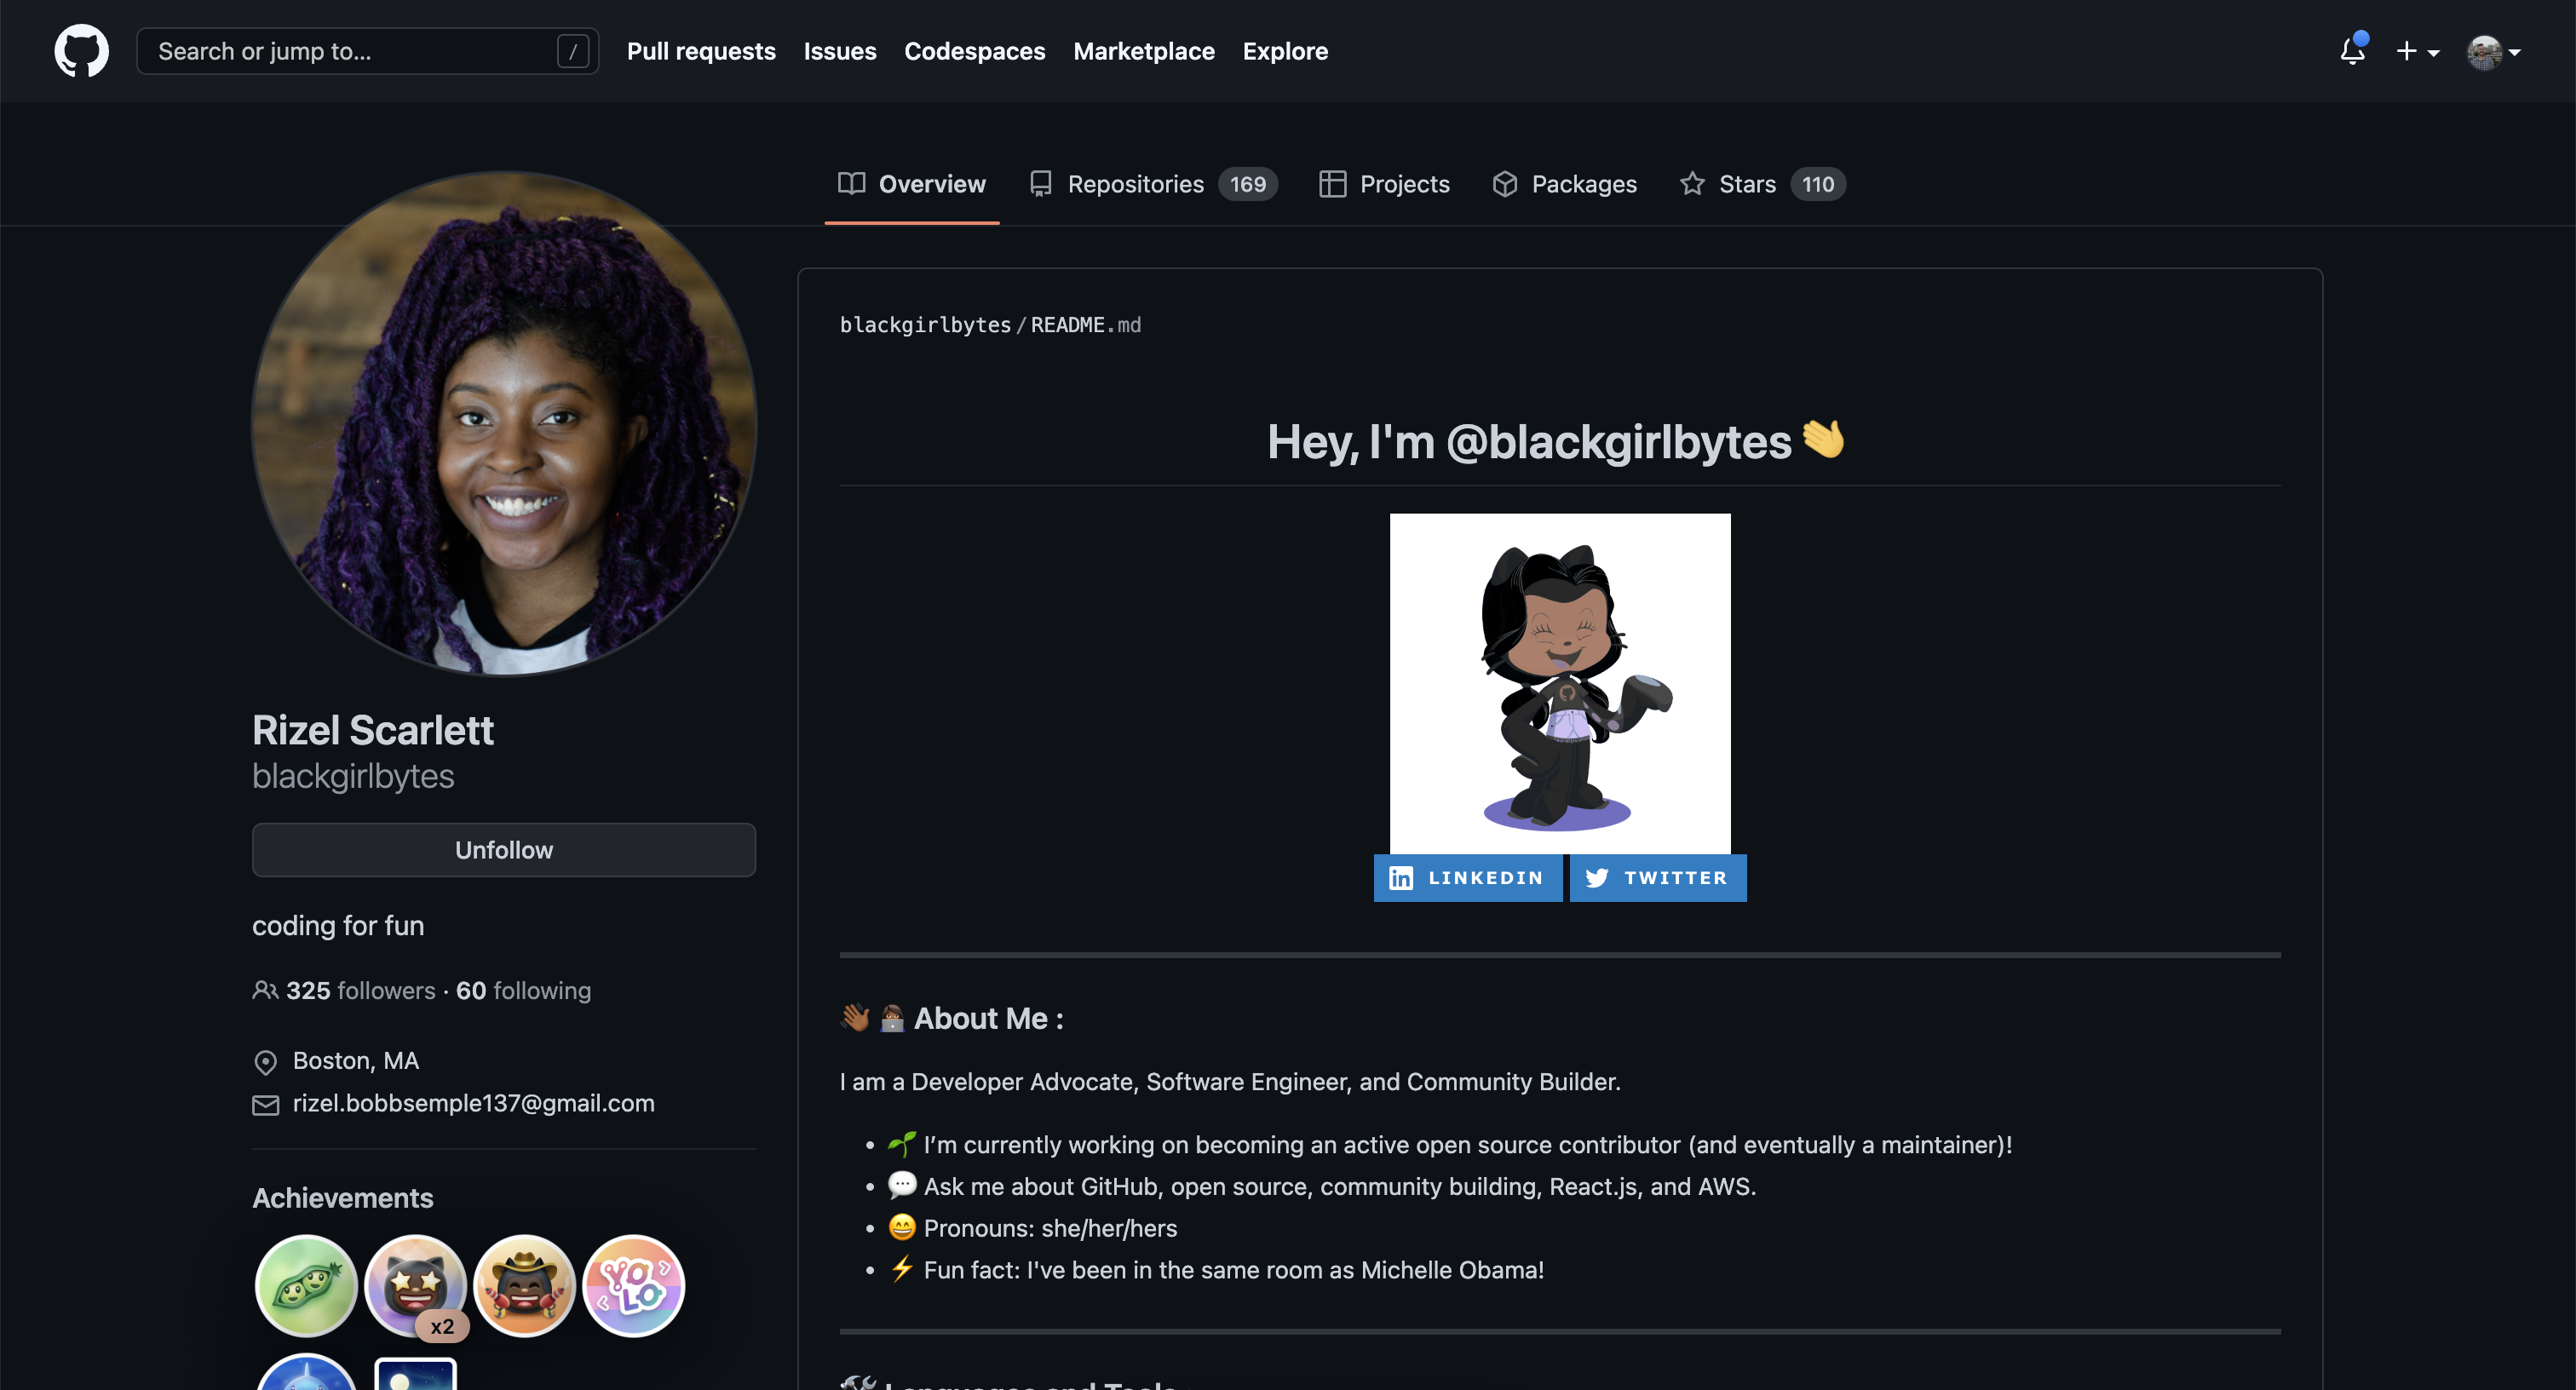 Search or jump to... /
Pull requests Issues Codespaces Marketplace Explore
Overview Repositories 169 Projects Packages Stars 110
Rizel Scarlett
blackgirlbytes
Unfollow
coding for fun
325 followers · 60 following
Boston, MA
rizel.bobbsemple137@gmail.com
Achievements
x2
YOLO
blackgirlbytes/README.md
Hey, I'm @blackgirlbytes 👋
LINKEDIN TWITTER
👋🏾 👩🏾‍💻 About Me :
I am a Developer Advocate, Software Engineer, and Community Builder.
• 🌱 I’m currently working on becoming an active open source contributor (and eventually a maintainer)!
• 💬 Ask me about GitHub, open source, community building, React.js, and AWS.
• 😄 Pronouns: she/her/hers
• ⚡ Fun fact: I've been in the same room as Michelle Obama!
🛠 Languages and Tools